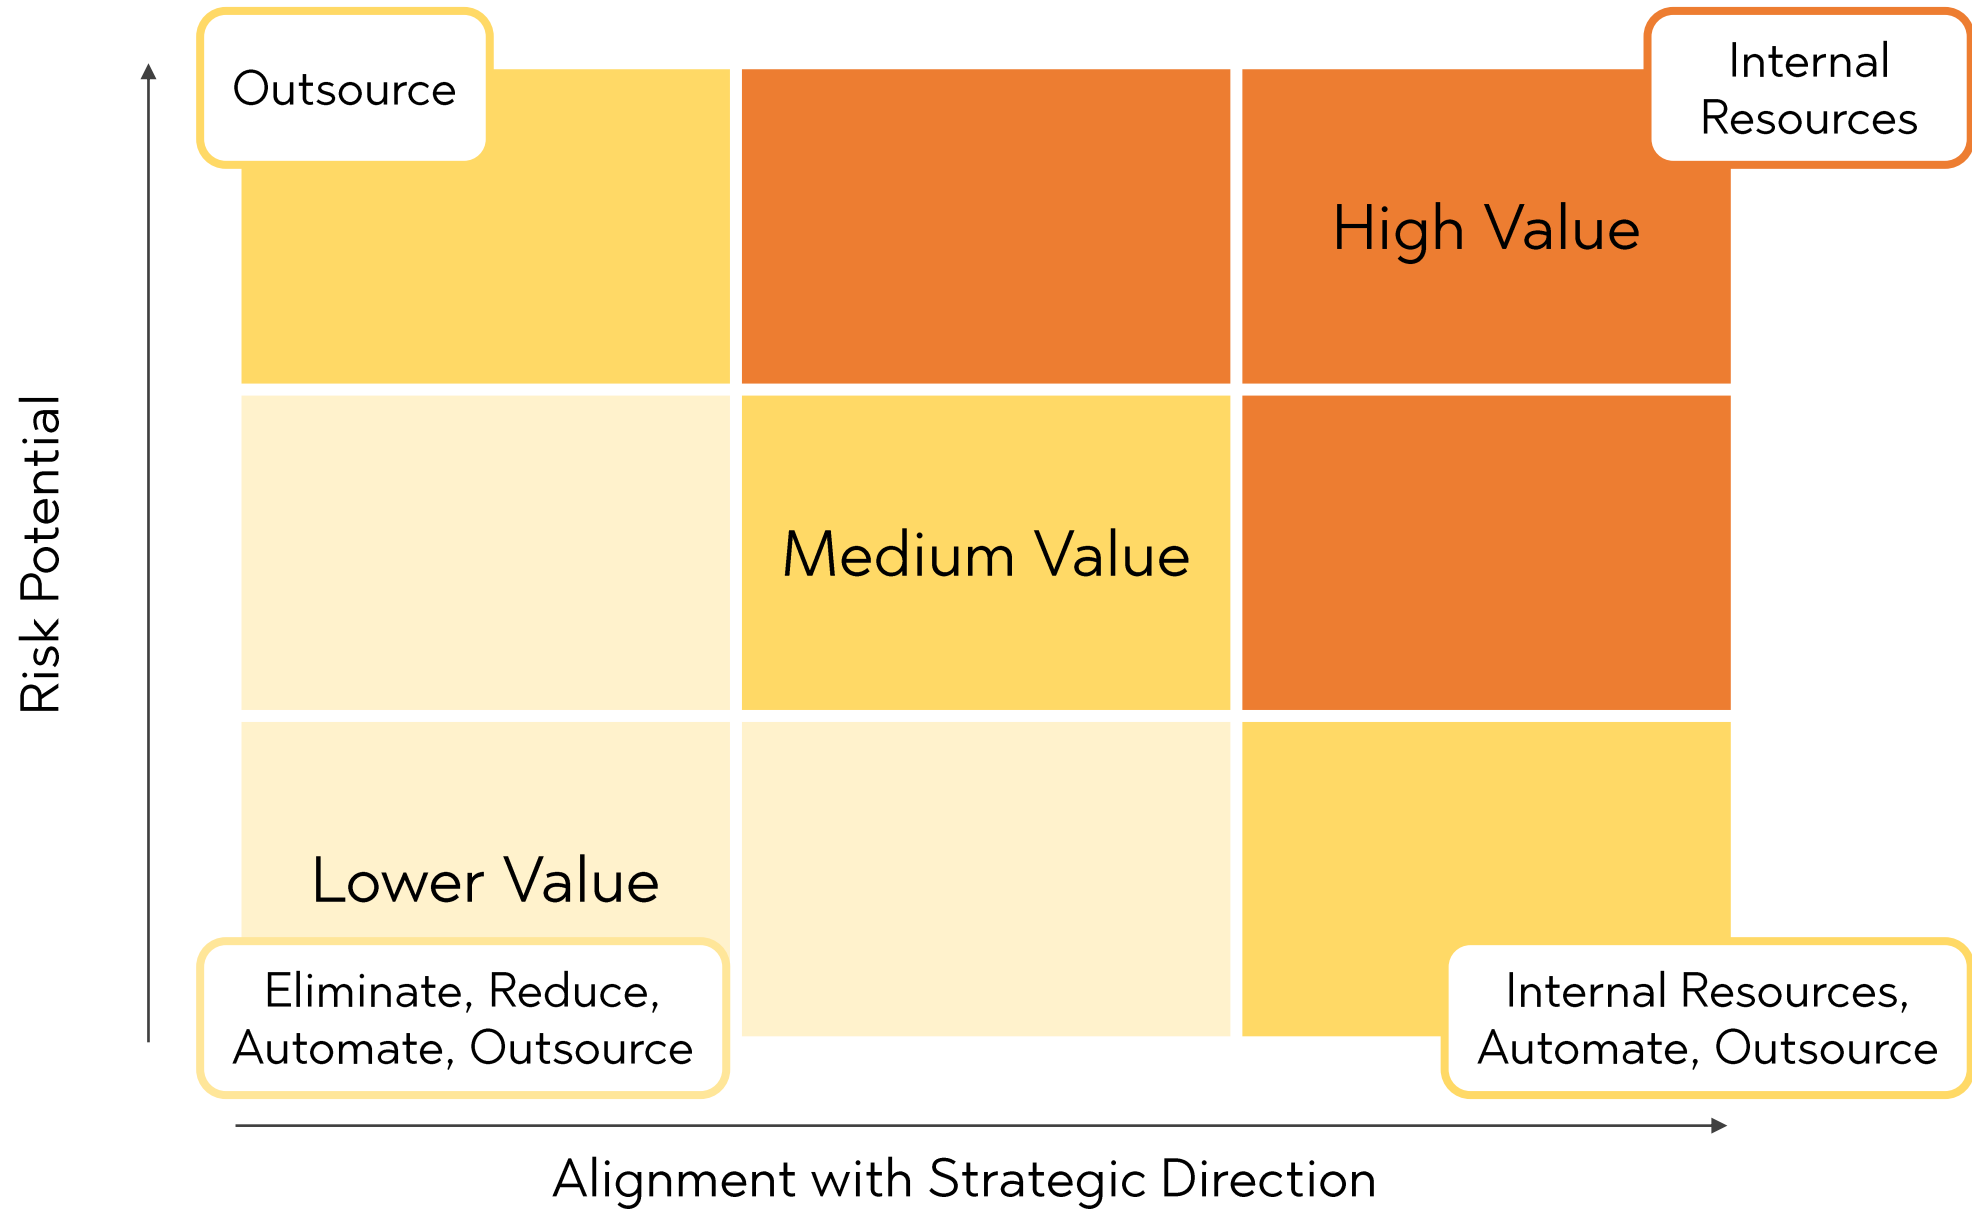 Outsource
Internal
Resources
High Value
Risk Potential
Medium Value
Lower Value
Eliminate, Reduce,
Automate, Outsource
Internal Resources,
Automate, Outsource
Alignment with Strategic Direction